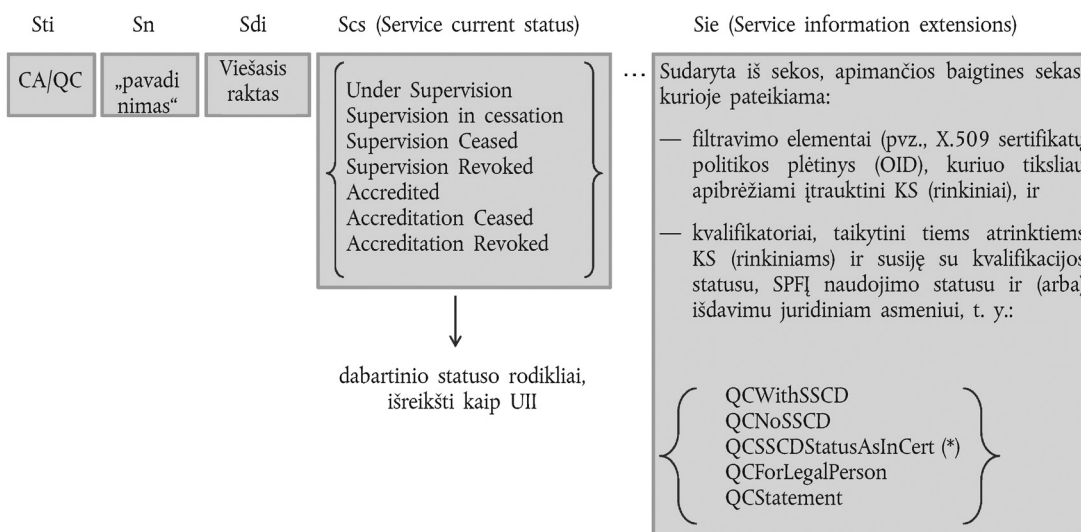 Sti
Sn
Sdi
Scs (Service current status)
Sie (Service information extensions)
CA/QC
„pavadi
nimas“
Viešasis
raktas
Under Supervision
Supervision in cessation
Supervision Ceased
Supervision Revoked
Accredited
Accreditation Ceased
Accreditation Revoked
…
Sudaryta iš sekos, apimančios baigtines sekas
kurioje pateikiama:
— filtravimo elementai (pvz., X.509 sertifikatų
politikos plėtinys (OID), kuriuo tiksliau
apibrėžiami įtrauktini KS (rinkiniai), ir
— kvalifikatoriai, taikytini tiems atrinktiems
KS (rinkiniams) ir susiję su kvalifikacijos
statusu, SPFĮ naudojimo statusu ir (arba)
išdavimu juridiniam asmeniui, t. y.:
dabartinio statuso rodikliai,
išreikšti kaip UII
QCWithSSCD
QCNoSSCD
QCSSCDStatusAsInCert (*)
QCForLegalPerson
QCStatement